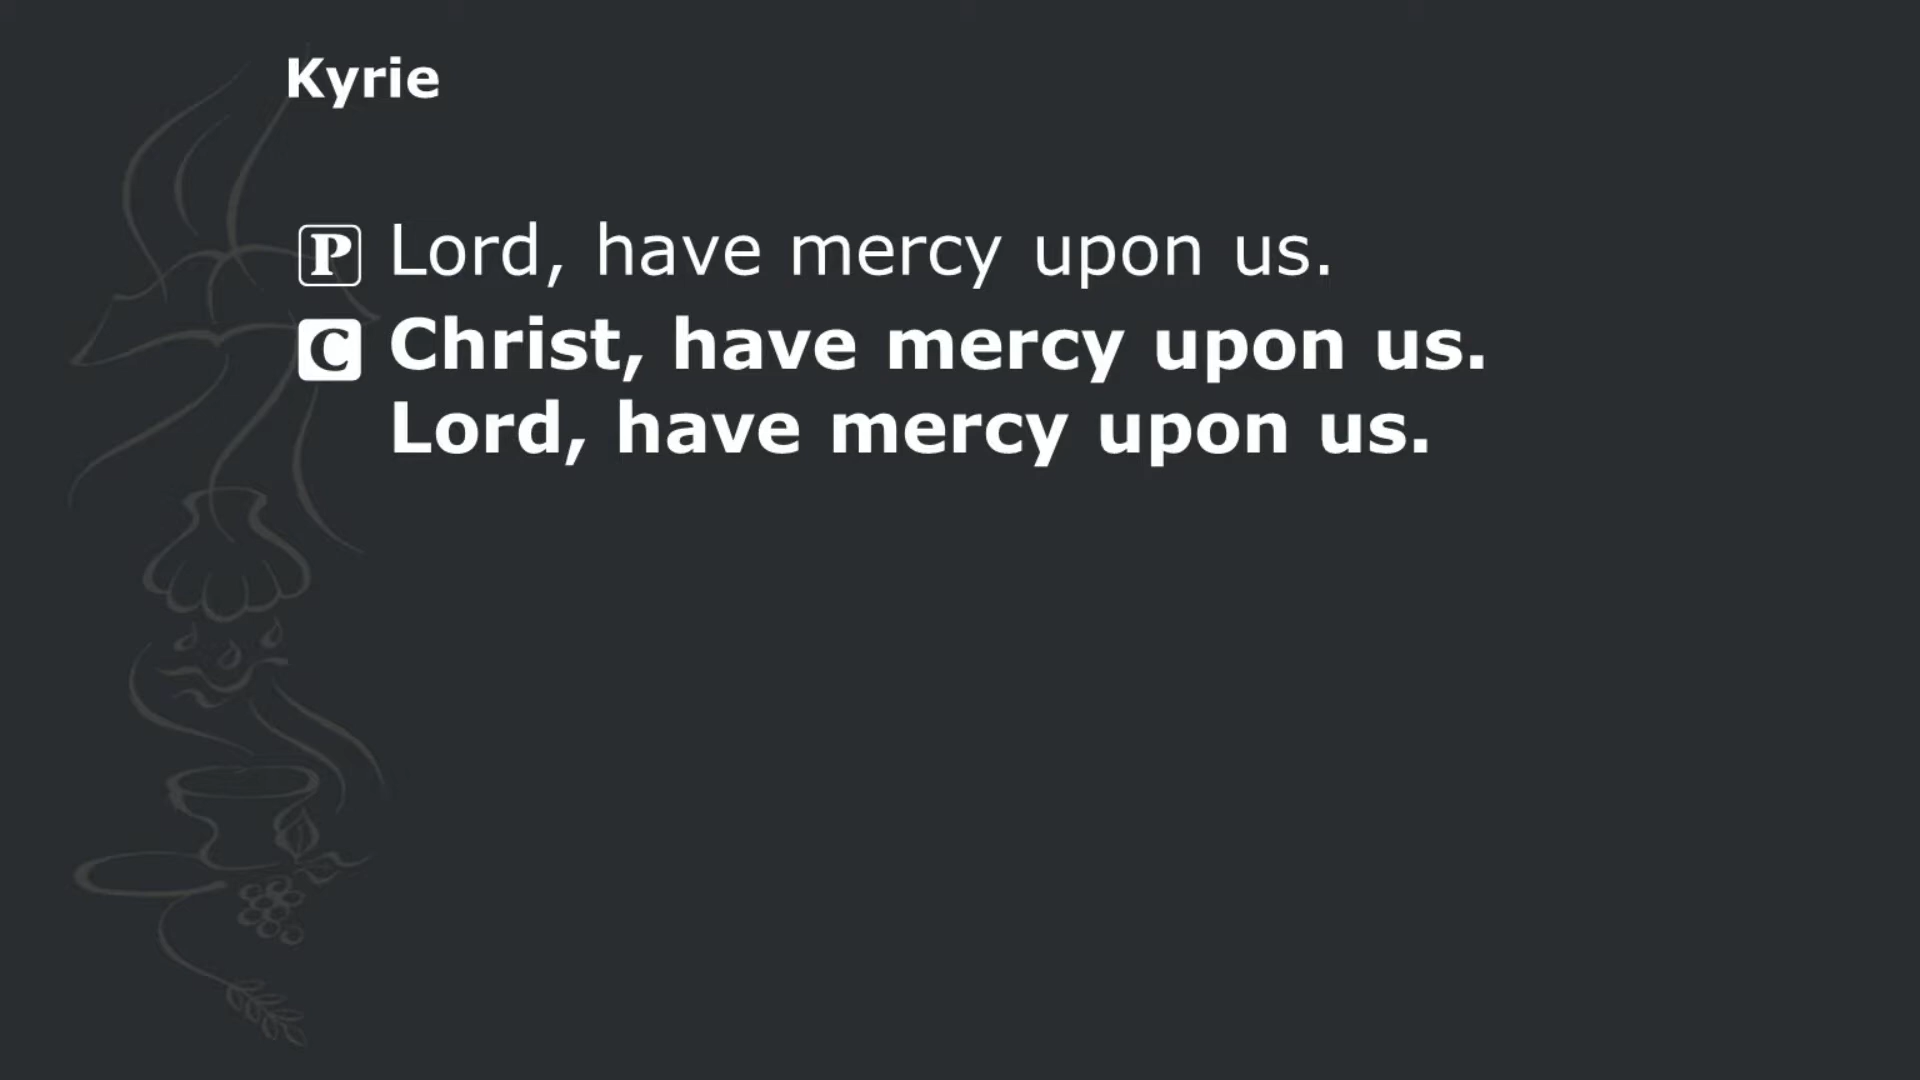 Kyrie
P Lord, have mercy upon us.
C Christ, have mercy upon us.
Lord, have mercy upon us.